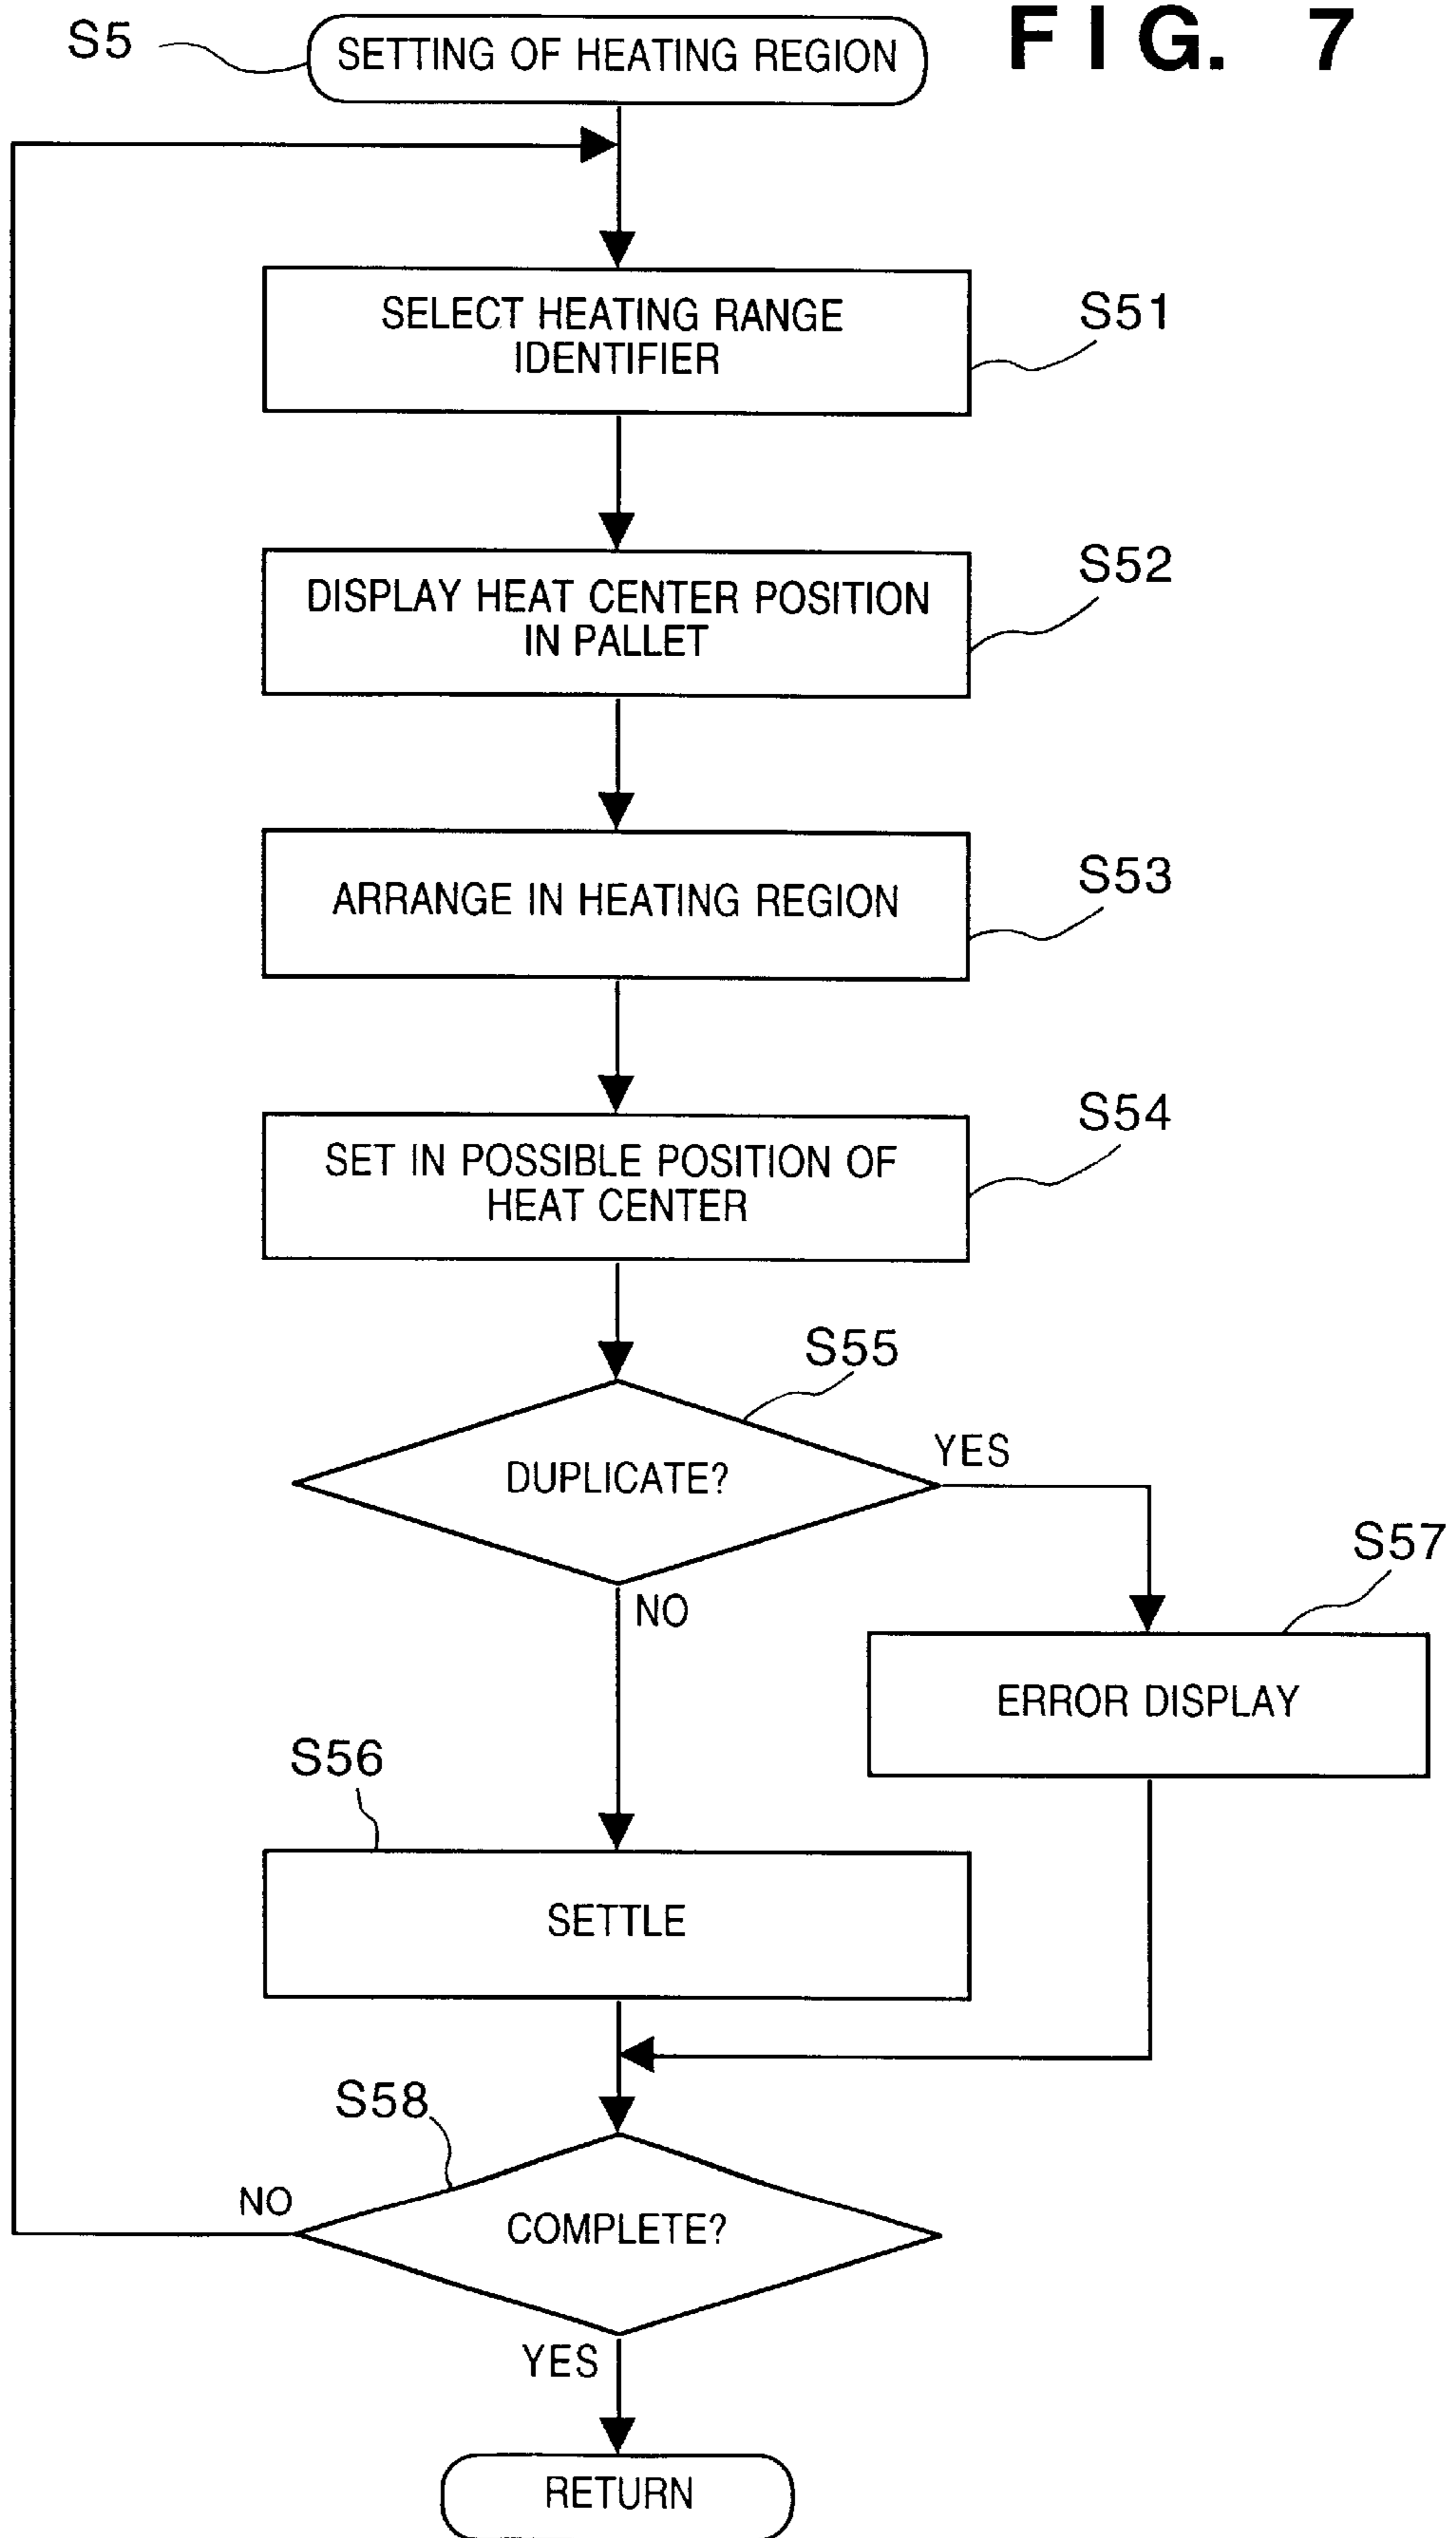 FIG. 7
S5
SETTING OF HEATING REGION
SELECT HEATING RANGE
IDENTIFIER
S51
DISPLAY HEAT CENTER POSITION
IN PALLET
S52
ARRANGE IN HEATING REGION
S53
SET IN POSSIBLE POSITION OF
HEAT CENTER
S54
S55
DUPLICATE?
YES
NO
S57
ERROR DISPLAY
S56
SETTLE
S58
COMPLETE?
NO
YES
RETURN